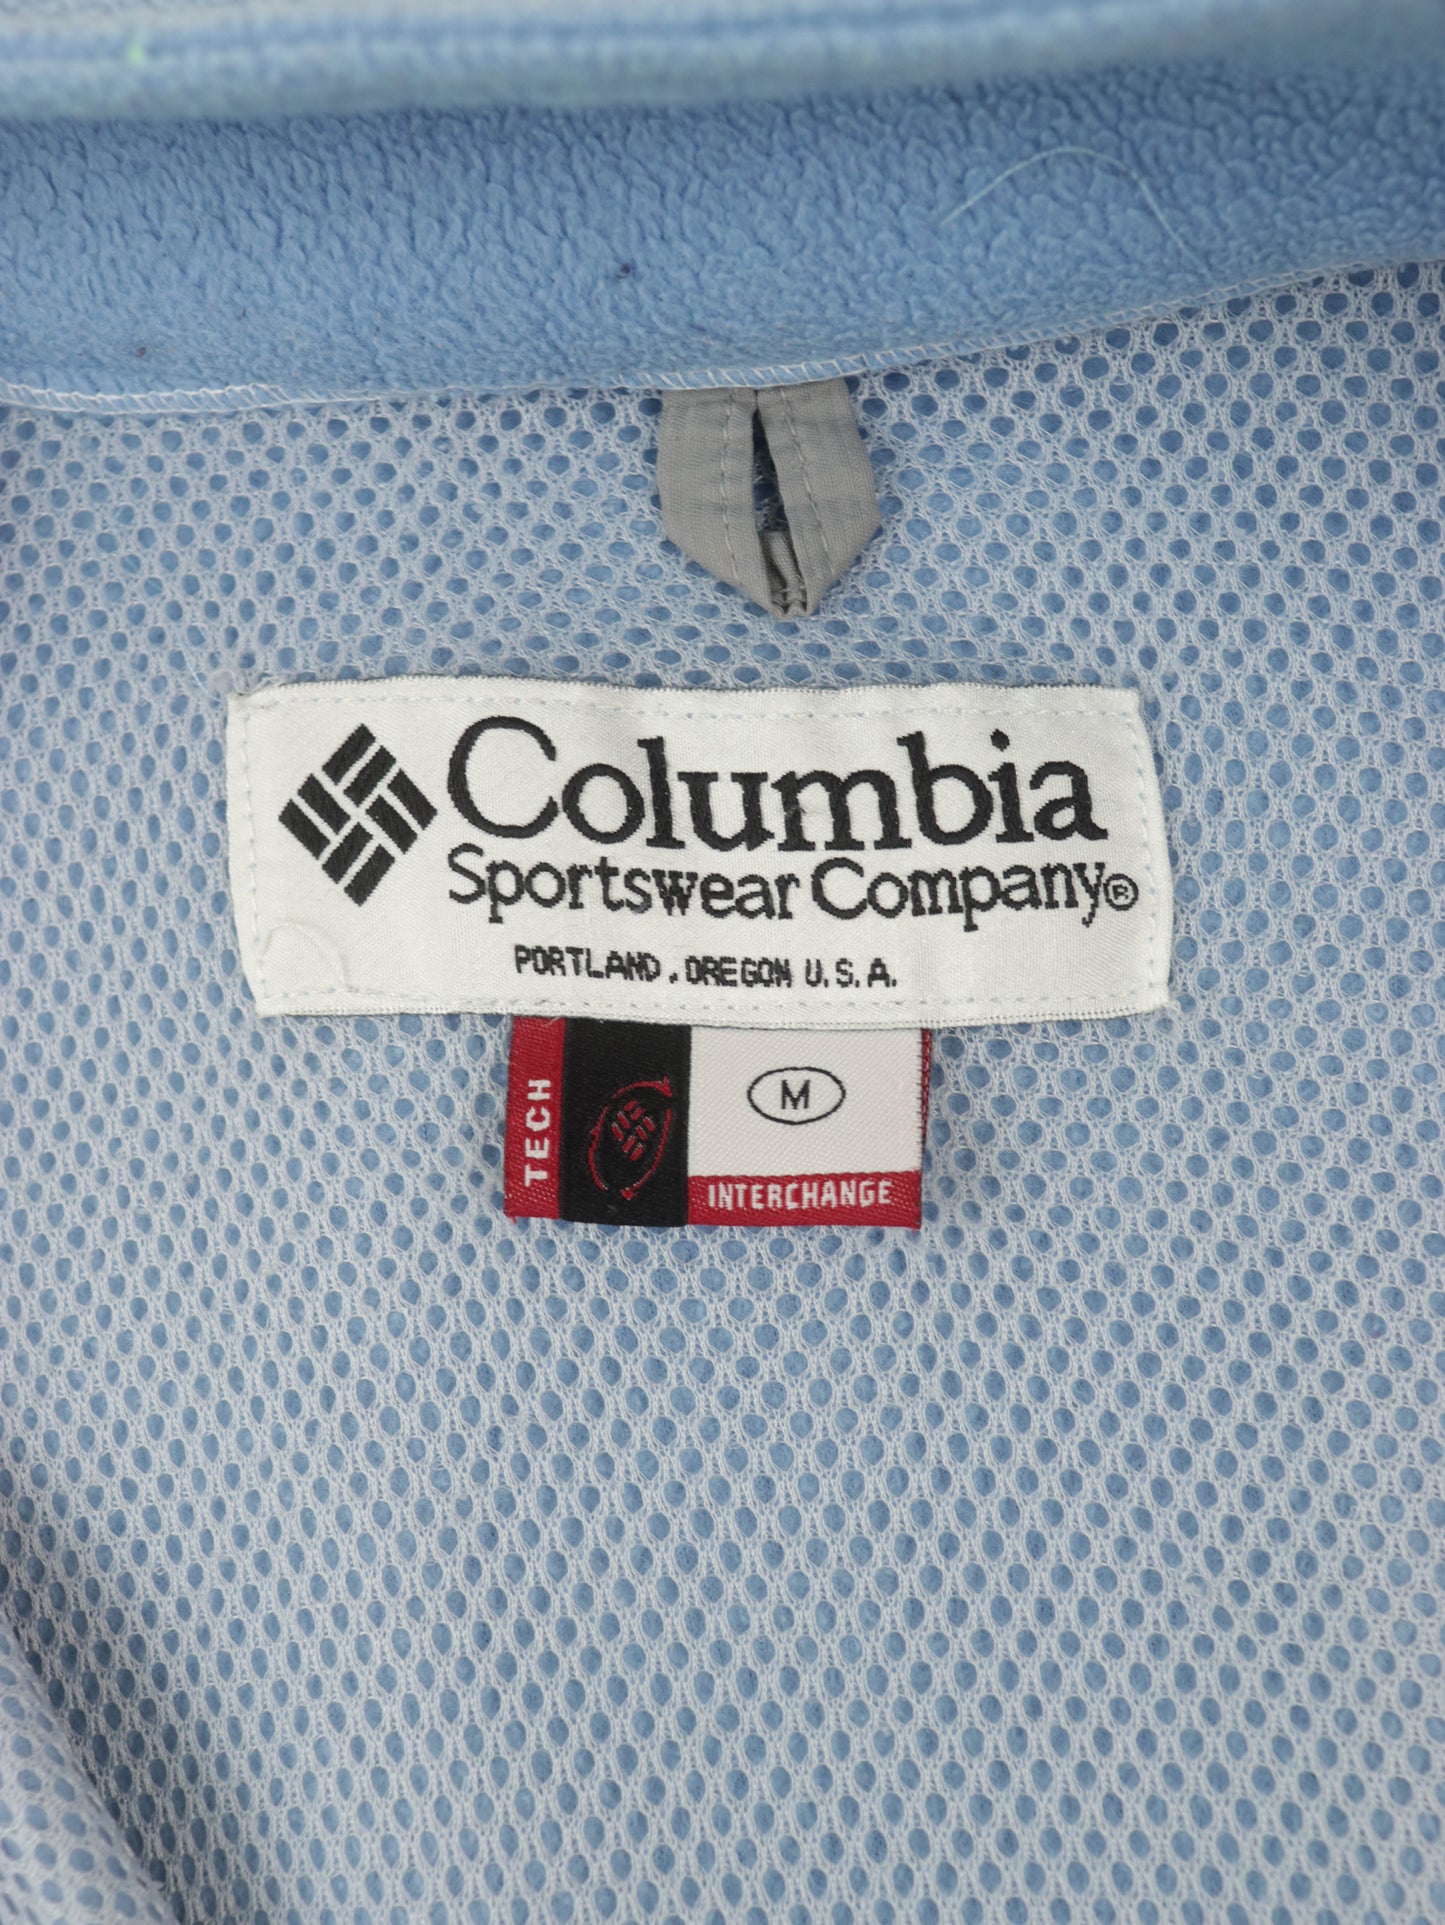 Columbia
Sportswear Company®
PORTLAND, OREGON U.S.A.
TECH
M
INTERCHANGE